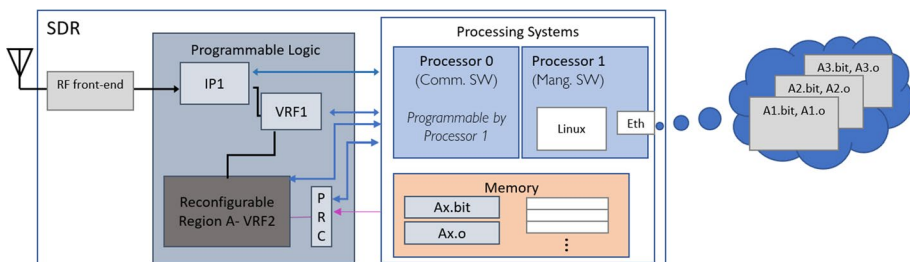 SDR
RF front-end
Programmable Logic
IP1
VRF1
Reconfigurable
Region A- VRF2
P
R
C
Processing Systems
Processor 0
(Comm. SW)
Programmable by
Processor 1
Processor 1
(Mang. SW)
Linux
Eth
Memory
Ax.bit
Ax.o
A3.bit, A3.o
A2.bit, A2.o
A1.bit, A1.o